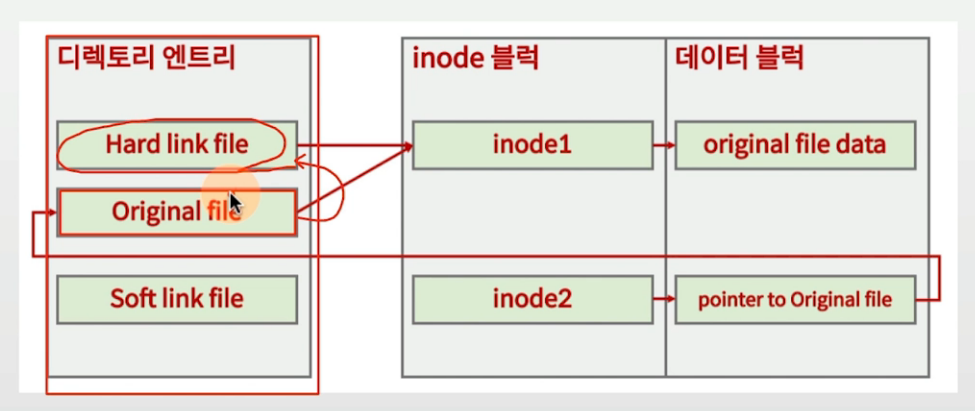 디렉토리 엔트리
inode 블럭
데이터 블럭
Hard link file
inode1
original file data
Original file
Soft link file
inode2
pointer to Original file